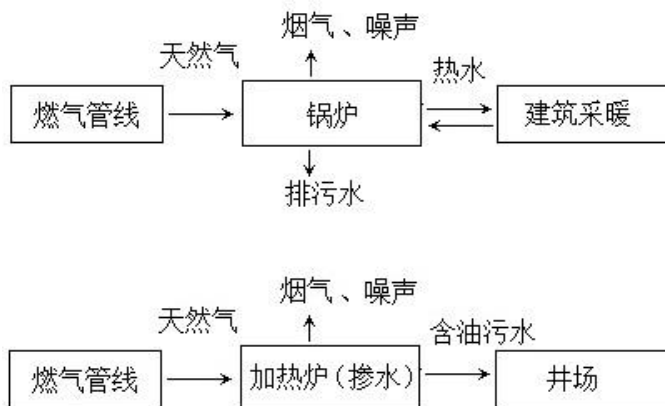 烟气、噪声
天然气
热水
燃气管线
锅炉
建筑采暖
排污水
烟气、噪声
天然气
含油污水
燃气管线
加热炉(掺水)
井场